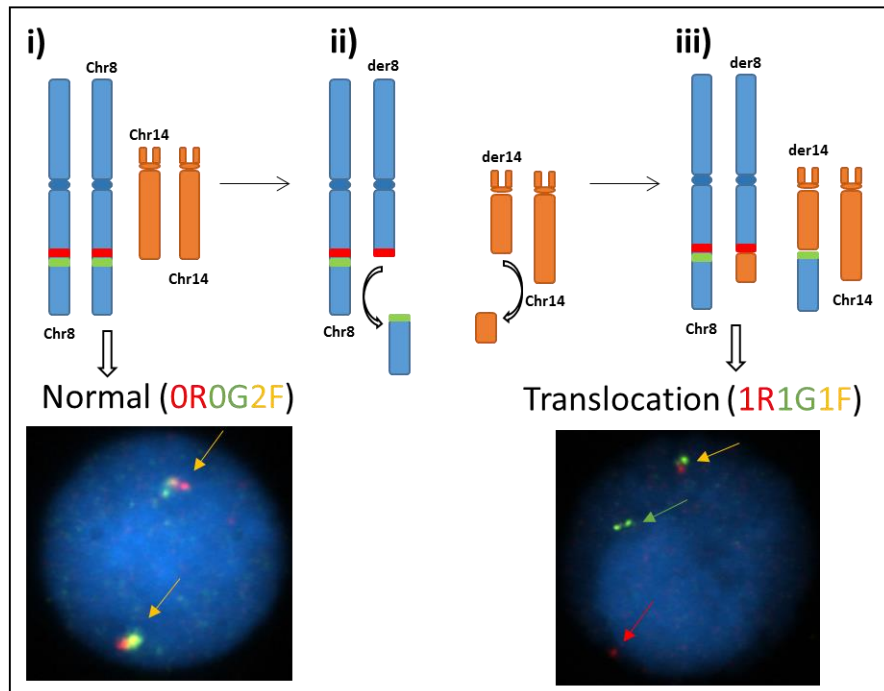 i)
Chr8
Chr14
Chr14
Chr8
Normal (0R0G2F)
ii)
der8
der14
Chr8
Chr14
iii)
der8
der14
Chr8
Chr14
Translocation (1R1G1F)